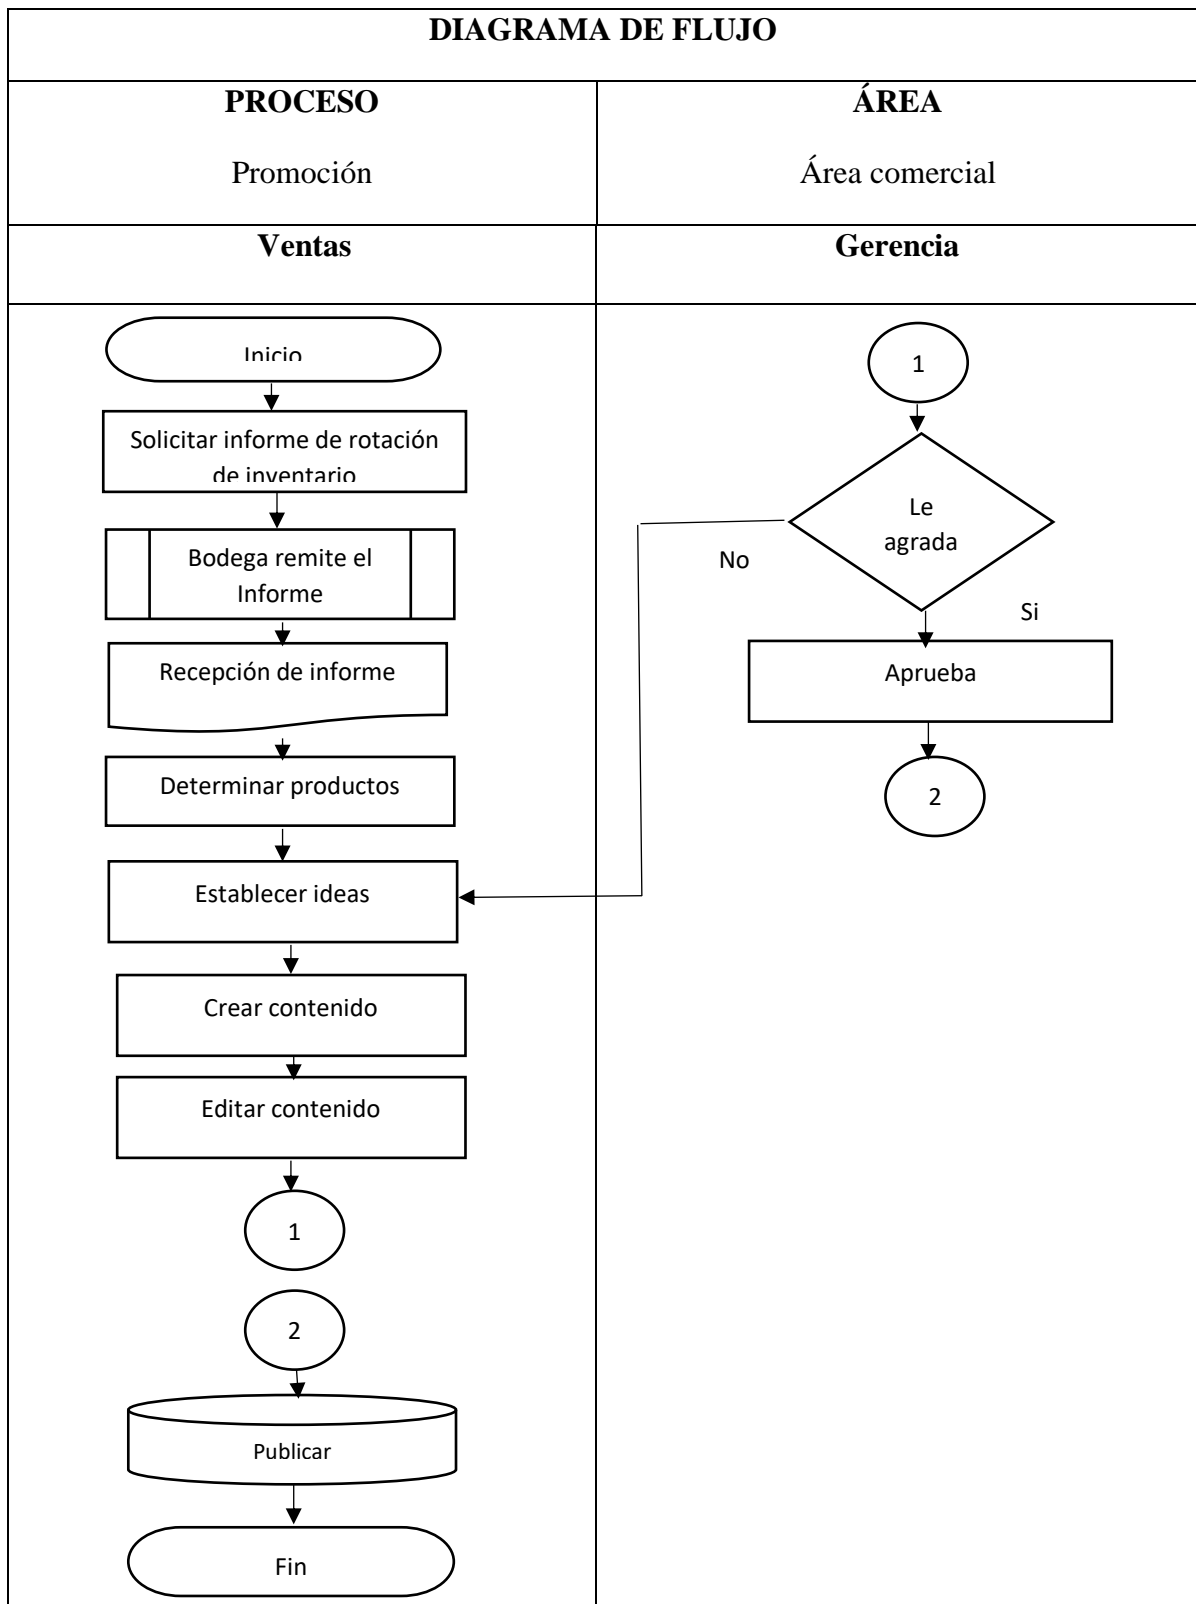 DIAGRAMA DE FLUJO
PROCESO
Promoción
ÁREA
Área comercial
Ventas
Gerencia
Inicio
Solicitar informe de rotación
de inventario
Bodega remite el
Informe
Recepción de informe
Determinar productos
Establecer ideas
Crear contenido
Editar contenido
1
2
Publicar
Fin
1
Le
agrada
No
Si
Aprueba
2